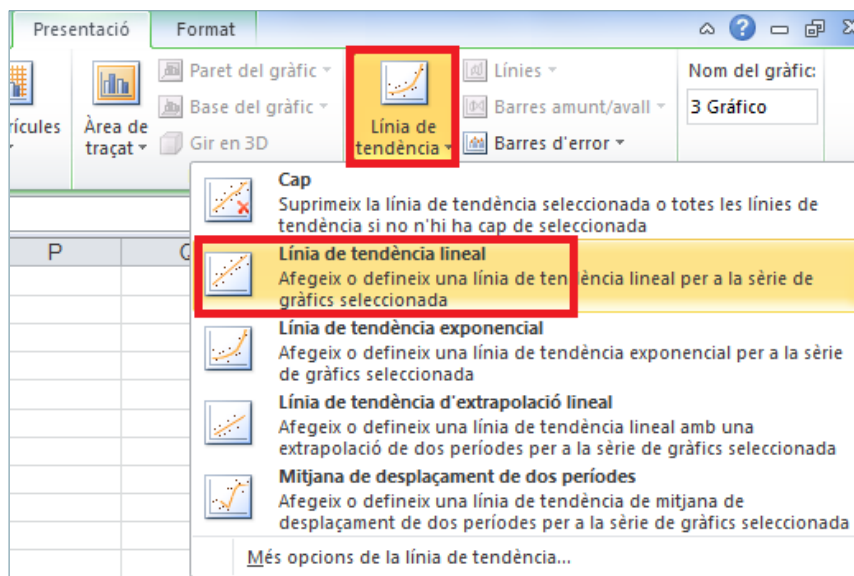 Presentació Format
Paret del gràfic
Línies
Nom del gràfic:
Base del gràfic
Barres amunt/avall
3 Gráfico
Àrea de
traçat
Gir en 3D
Línia de
tendència
Barres d'error
Cap
Suprimeix la línia de tendència seleccionada o totes les línies de
tendència si no n'hi ha cap de seleccionada
P
Línia de tendència lineal
Afegeix o defineix una línia de tendència lineal per a la sèrie de
gràfics seleccionada
Línia de tendència exponencial
Afegeix o defineix una línia de tendència exponencial per a la sèrie
de gràfics seleccionada
Línia de tendència d'extrapolació lineal
Afegeix o defineix una línia de tendència lineal amb una
extrapolació de dos períodes per a la sèrie de gràfics seleccionada
Mitjana de desplaçament de dos períodes
Afegeix o defineix una línia de tendència de mitjana de
desplaçament de dos períodes per a la sèrie de gràfics seleccionada
Més opcions de la línia de tendència...